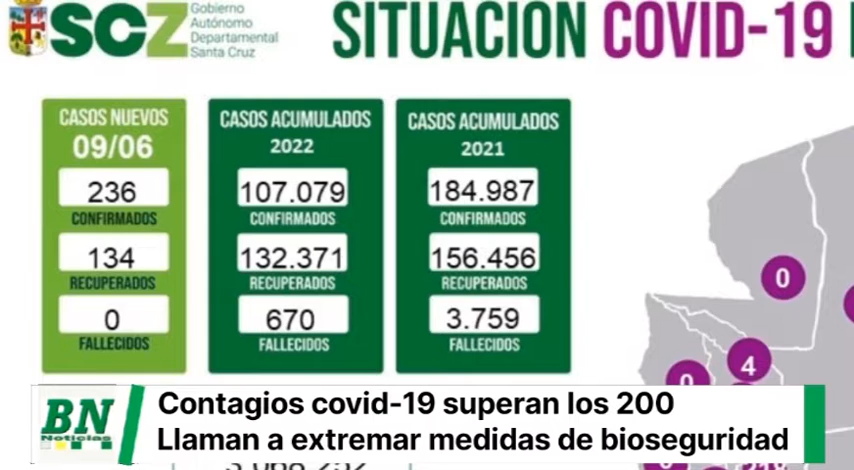 SCZ
Gobierno
Autónomo
Departamental
Santa Cruz
SITUACION COVID-19
CASOS NUEVOS
09/06
236
CONFIRMADOS
134
RECUPERADOS
0
FALLECIDOS
CASOS ACUMULADOS
2022
107.079
CONFIRMADOS
132.371
RECUPERADOS
670
FALLECIDOS
CASOS ACUMULADOS
2021
184.987
CONFIRMADOS
156.456
RECUPERADOS
3.759
FALLECIDOS
0
4
0
BN
Noticias
Contagios covid-19 superan los 200
Llaman a extremar medidas de bioseguridad